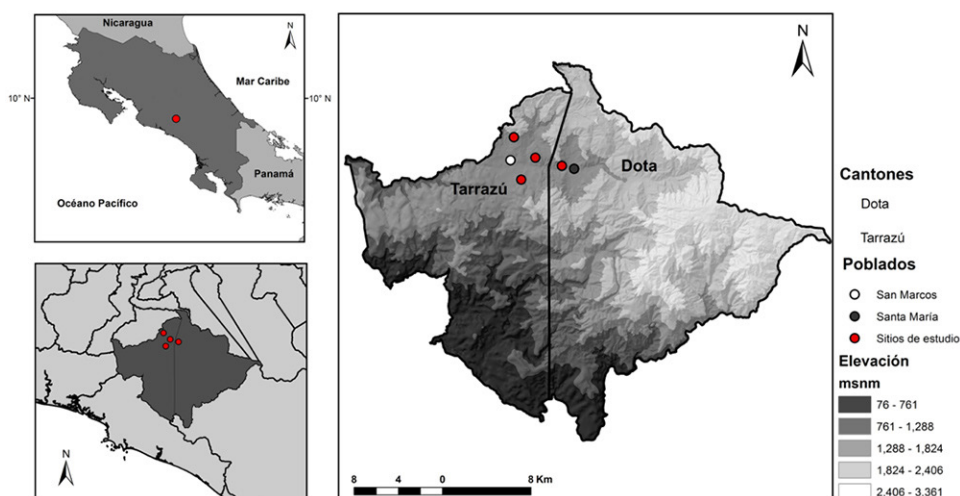 Nicaragua
N
Mar Caribe
10° N
10° N
Panamá
Océano Pacífico
N
N
Dota
Tarrazú
8 4 0 8 Km
Cantones
Dota
Tarrazú
Poblados
San Marcos
Santa María
Sitios de estudio
Elevación
msnm
76 - 761
761 - 1,288
1,288 - 1,824
1,824 - 2,406
2,406 - 3,361